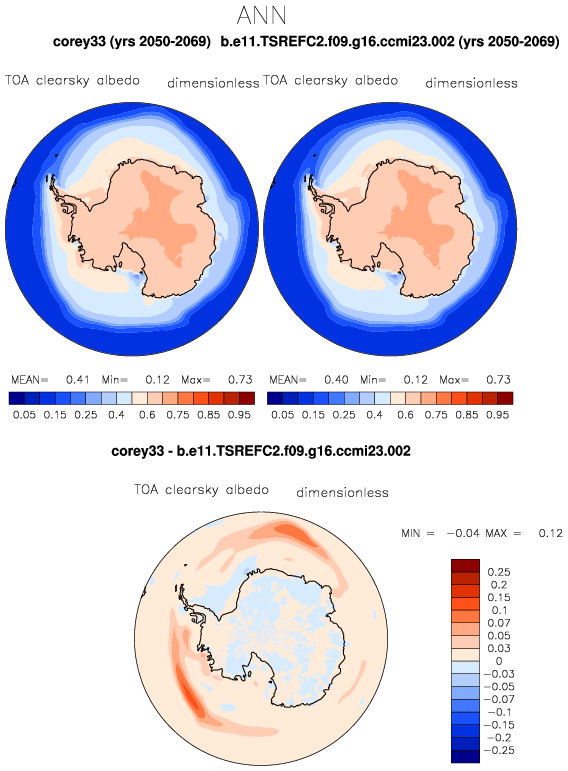 ANN
corey33 (yrs 2050-2069) b.e11.TSREFC2.f09.g16.ccmi23.002 (yrs 2050-2069)
TOA clearsky albedo dimensionless TOA clearsky albedo dimensionless
MEAN= 0.41 Min= 0.12 Max= 0.73 MEAN= 0.40 Min= 0.12 Max= 0.73
0.05 0.15 0.25 0.4 0.6 0.75 0.85 0.95 0.05 0.15 0.25 0.4 0.6 0.75 0.85 0.95
corey33 - b.e11.TSREFC2.f09.g16.ccmi23.002
TOA clearsky albedo dimensionless
MIN = -0.04 MAX = 0.12
0.25
0.2
0.15
0.1
0.07
0.05
0.03
0
-0.03
-0.05
-0.07
-0.1
-0.15
-0.2
-0.25